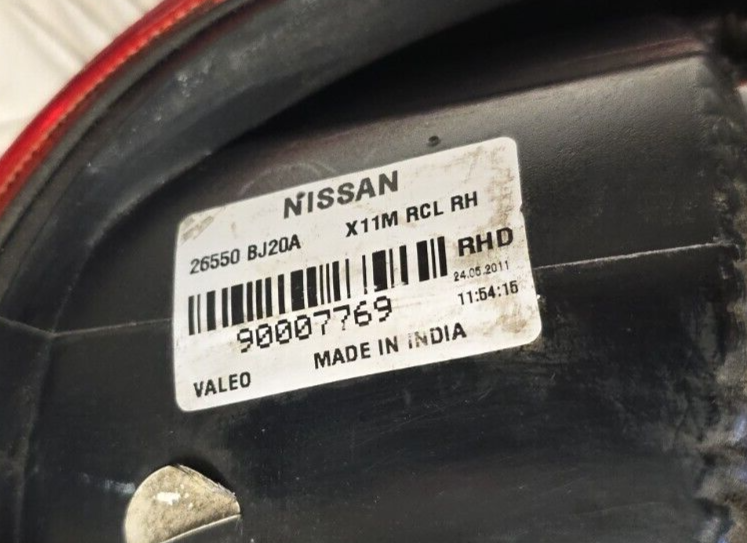 NISSAN
26550 BJ20A X11M RCL RH
RHD
24.05.2011
90007769 11:54:15
VALEO MADE IN INDIA